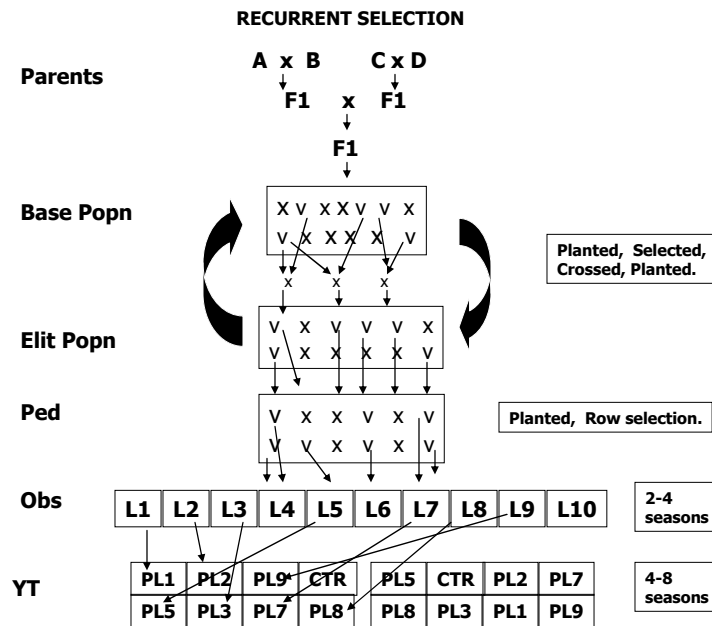 RECURRENT SELECTION
Parents A x B C x D
F1 x F1
F1
Base Popn X v x X v v x
v X X X X v
Planted, Selected,
Crossed, Planted.
x x x
Elit Popn v x v v v x
v x x x x v
Ped v x x v x v
v v x v x v
Planted, Row selection.
Obs L1 L2 L3 L4 L5 L6 L7 L8 L9 L10
2-4
seasons
YT PL1 PL2 PL9 CTR PL5 CTR PL2 PL7
PL5 PL3 PL7 PL8 PL8 PL3 PL1 PL9
4-8
seasons